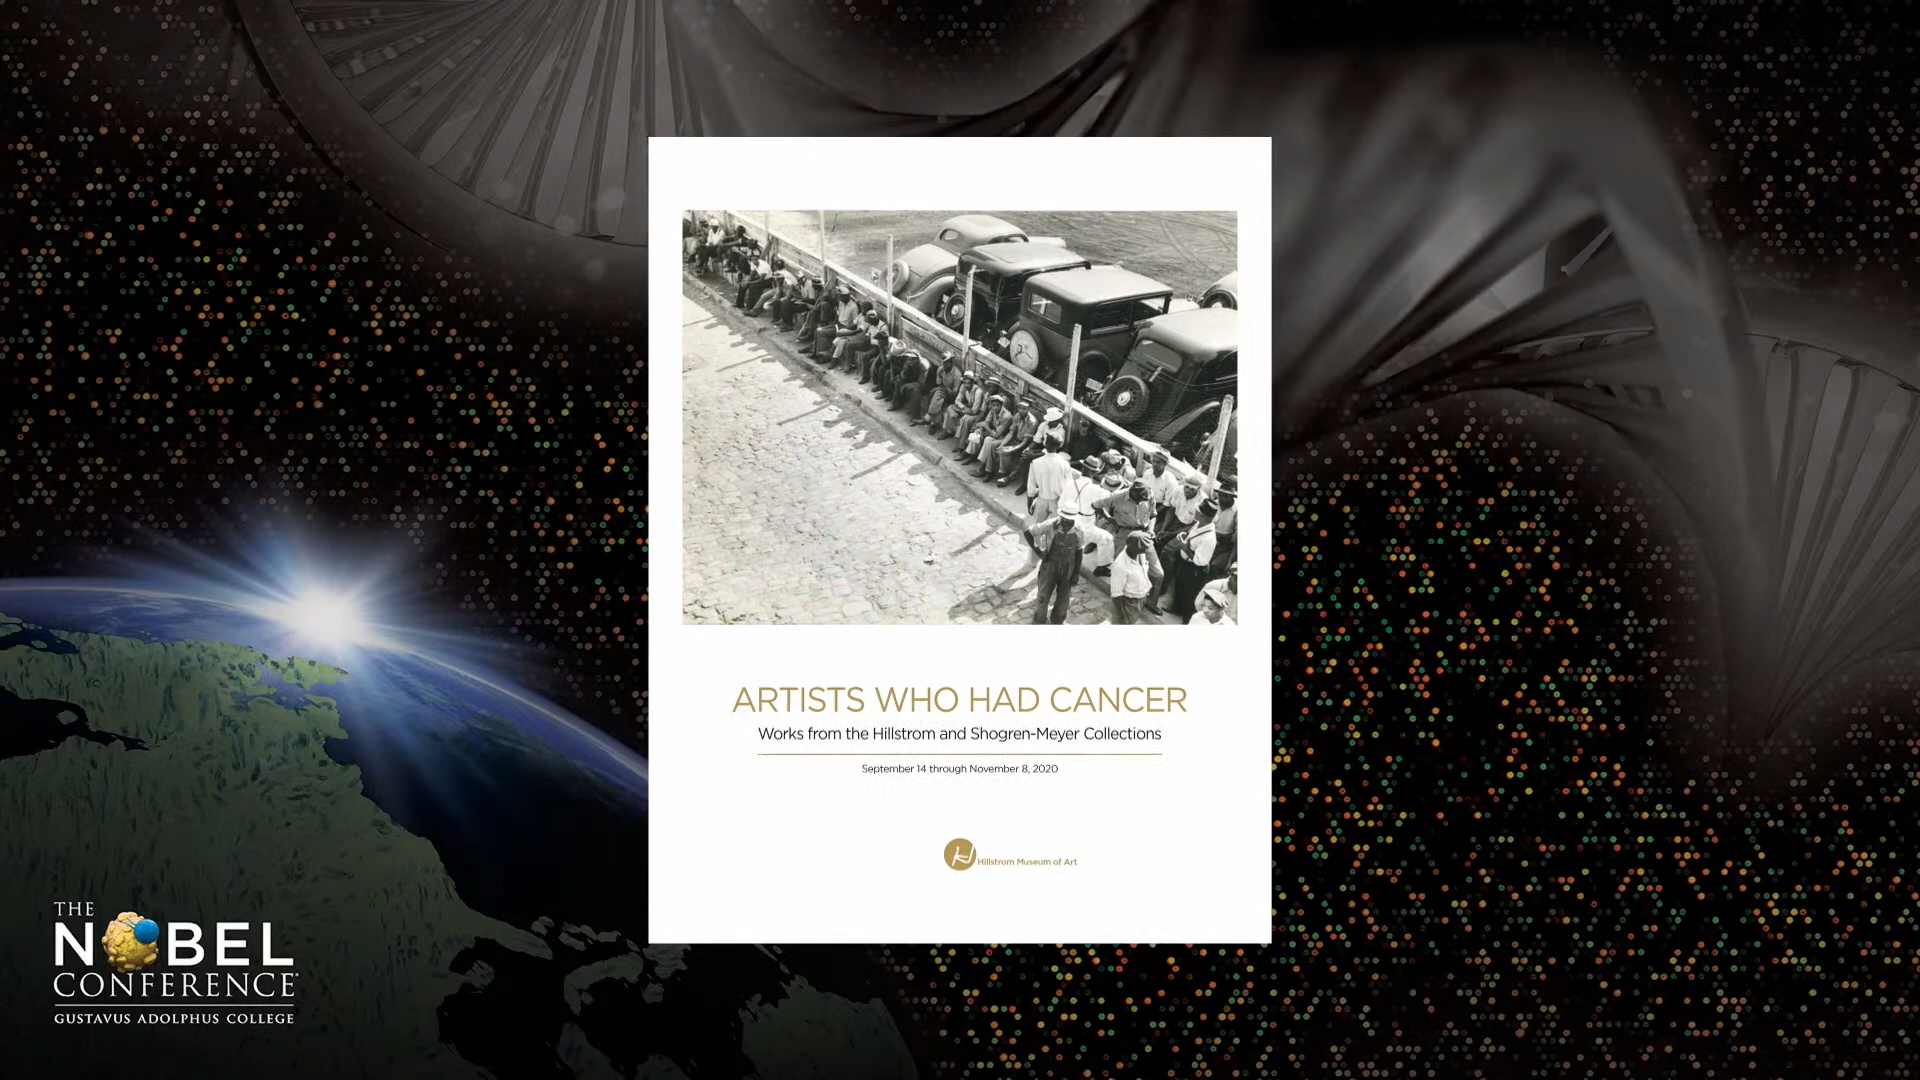 ARTISTS WHO HAD CANCER
Works from the Hillstrom and Shogren-Meyer Collections
September 14 through November 8, 2020
Hillstrom Museum of Art
THE
NOBEL
CONFERENCE
GUSTAVUS ADOLPHUS COLLEGE